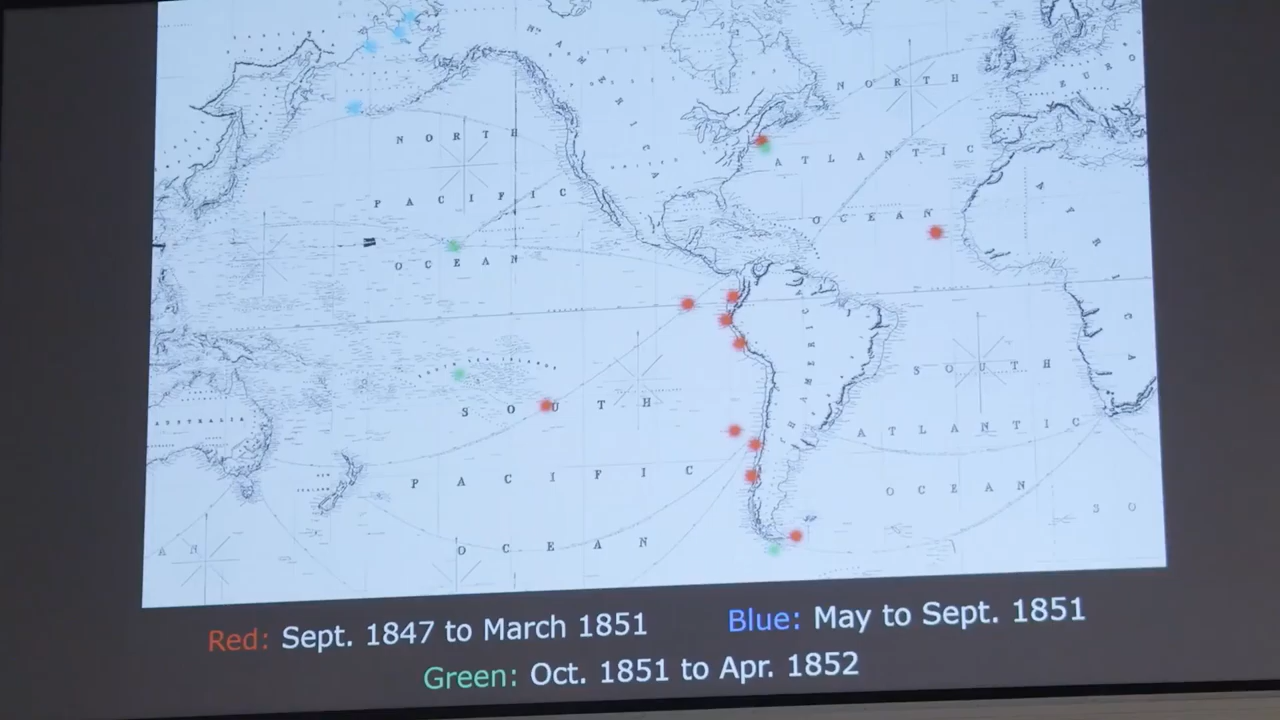 NORTH
NORTH
ATLANTIC
PACIFIC
OCEAN
OCEAN
AUSTRALIA
SOUTH
SOUTH
ATLANTIC
PACIFIC
OCEAN
OCEAN
Red: Sept. 1847 to March 1851
Blue: May to Sept. 1851
Green: Oct. 1851 to Apr. 1852